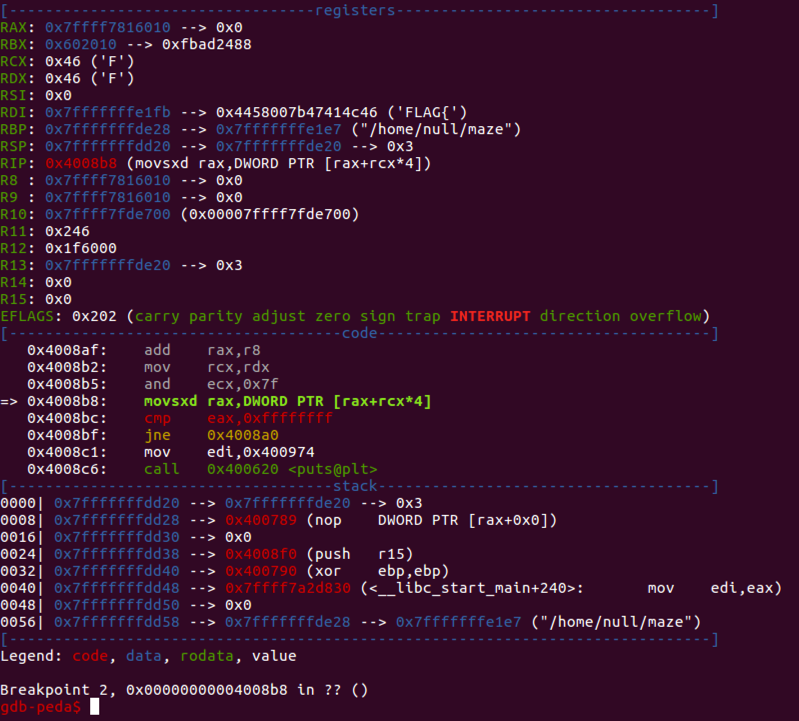 [----------------------------------registers-----------------------------------]
RAX: 0x7ffff7816010 --> 0x0
RBX: 0x602010 --> 0xfbad2488
RCX: 0x46 ('F')
RDX: 0x46 ('F')
RSI: 0x0
RDI: 0x7fffffffe1fb --> 0x4458007b47414c46 ('FLAG{')
RBP: 0x7fffffffde28 --> 0x7fffffffe1e7 ("/home/null/maze")
RSP: 0x7fffffffdd20 --> 0x7fffffffde20 --> 0x3
RIP: 0x4008b8 (movsxd rax,DWORD PTR [rax+rcx*4])
R8 : 0x7ffff7816010 --> 0x0
R9 : 0x7ffff7816010 --> 0x0
R10: 0x7ffff7fde700 (0x00007ffff7fde700)
R11: 0x246
R12: 0x1f6000
R13: 0x7fffffffde20 --> 0x3
R14: 0x0
R15: 0x0
EFLAGS: 0x202 (carry parity adjust zero sign trap INTERRUPT direction overflow)
[-------------------------------------code-------------------------------------]
   0x4008af:    add    rax,r8
   0x4008b2:    mov    rcx,rdx
   0x4008b5:    and    ecx,0x7f
=> 0x4008b8:    movsxd rax,DWORD PTR [rax+rcx*4]
   0x4008bc:    cmp    eax,0xffffffff
   0x4008bf:    jne    0x4008a0
   0x4008c1:    mov    edi,0x400974
   0x4008c6:    call   0x400620 <puts@plt>
[------------------------------------stack-------------------------------------]
0000| 0x7fffffffdd20 --> 0x7fffffffde20 --> 0x3
0008| 0x7fffffffdd28 --> 0x400789 (nop    DWORD PTR [rax+0x0])
0016| 0x7fffffffdd30 --> 0x0
0024| 0x7fffffffdd38 --> 0x4008f0 (push   r15)
0032| 0x7fffffffdd40 --> 0x400790 (xor    ebp,ebp)
0040| 0x7fffffffdd48 --> 0x7ffff7a2d830 (<__libc_start_main+240>:       mov    edi,eax)
0048| 0x7fffffffdd50 --> 0x0
0056| 0x7fffffffdd58 --> 0x7fffffffde28 --> 0x7fffffffe1e7 ("/home/null/maze")
[------------------------------------------------------------------------------]
Legend: code, data, rodata, value
Breakpoint 2, 0x00000000004008b8 in ?? ()
gdb-peda$